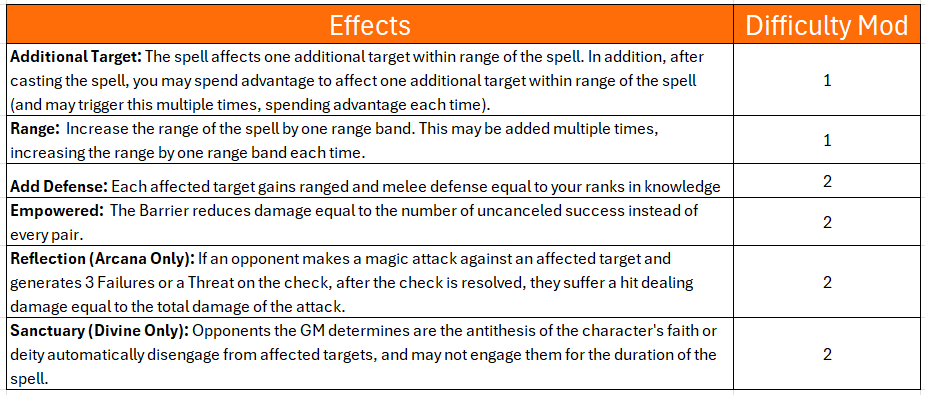 Effects
Difficulty Mod
Additional Target: The spell affects one additional target within range of the spell. In addition, after
casting the spell, you may spend advantage to affect one additional target within range of the spell
(and may trigger this multiple times, spending advantage each time).
1
Range: Increase the range of the spell by one range band. This may be added multiple times,
increasing the range by one range band each time.
1
Add Defense: Each affected target gains ranged and melee defense equal to your ranks in knowledge
2
Empowered: The Barrier reduces damage equal to the number of uncanceled success instead of
every pair.
2
Reflection (Arcana Only): If an opponent makes a magic attack against an affected target and
generates 3 Failures or a Threat on the check, after the check is resolved, they suffer a hit dealing
damage equal to the total damage of the attack.
2
Sanctuary (Divine Only): Opponents the GM determines are the antithesis of the character's faith or
deity automatically disengage from affected targets, and may not engage them for the duration of the
spell.
2